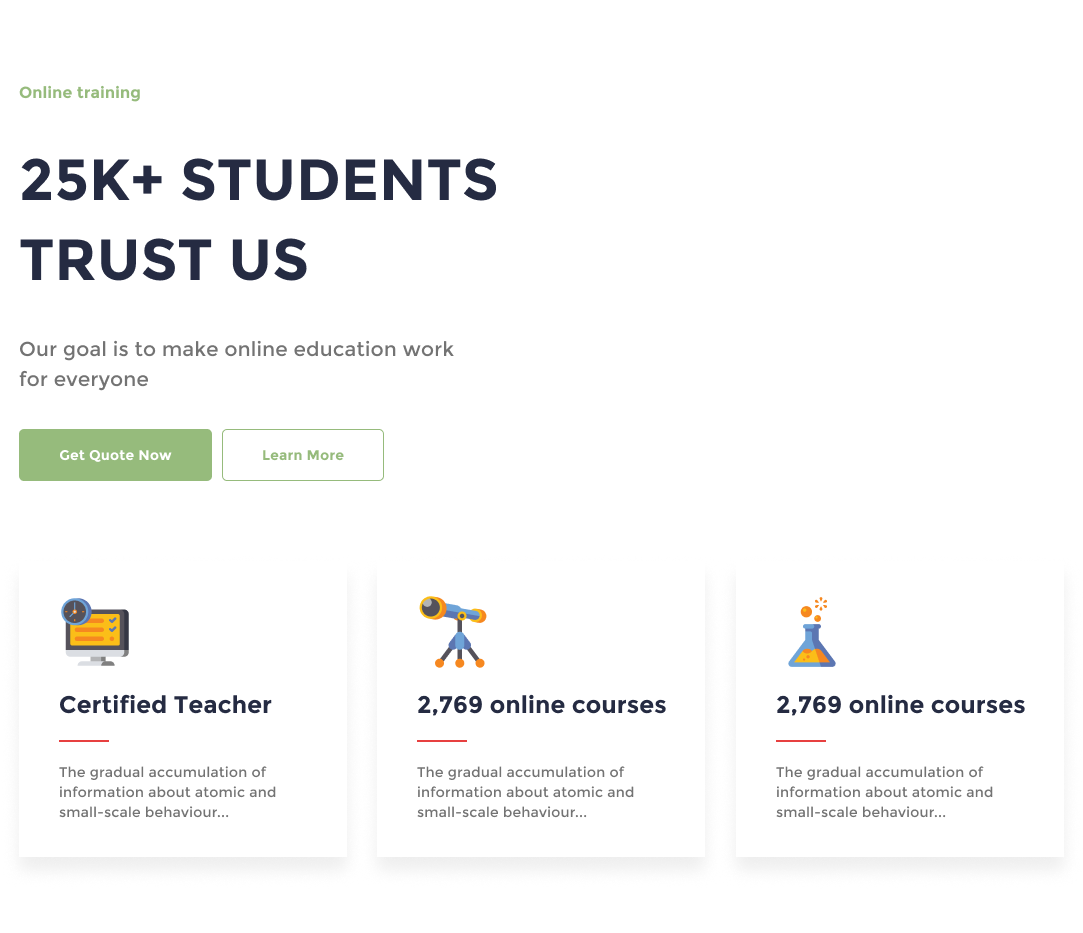 Online training
25K+ STUDENTS
TRUST US
Our goal is to make online education work
for everyone
Get Quote Now
Learn More
Certified Teacher
The gradual accumulation of
information about atomic and
small-scale behaviour...
2,769 online courses
The gradual accumulation of
information about atomic and
small-scale behaviour...
2,769 online courses
The gradual accumulation of
information about atomic and
small-scale behaviour...